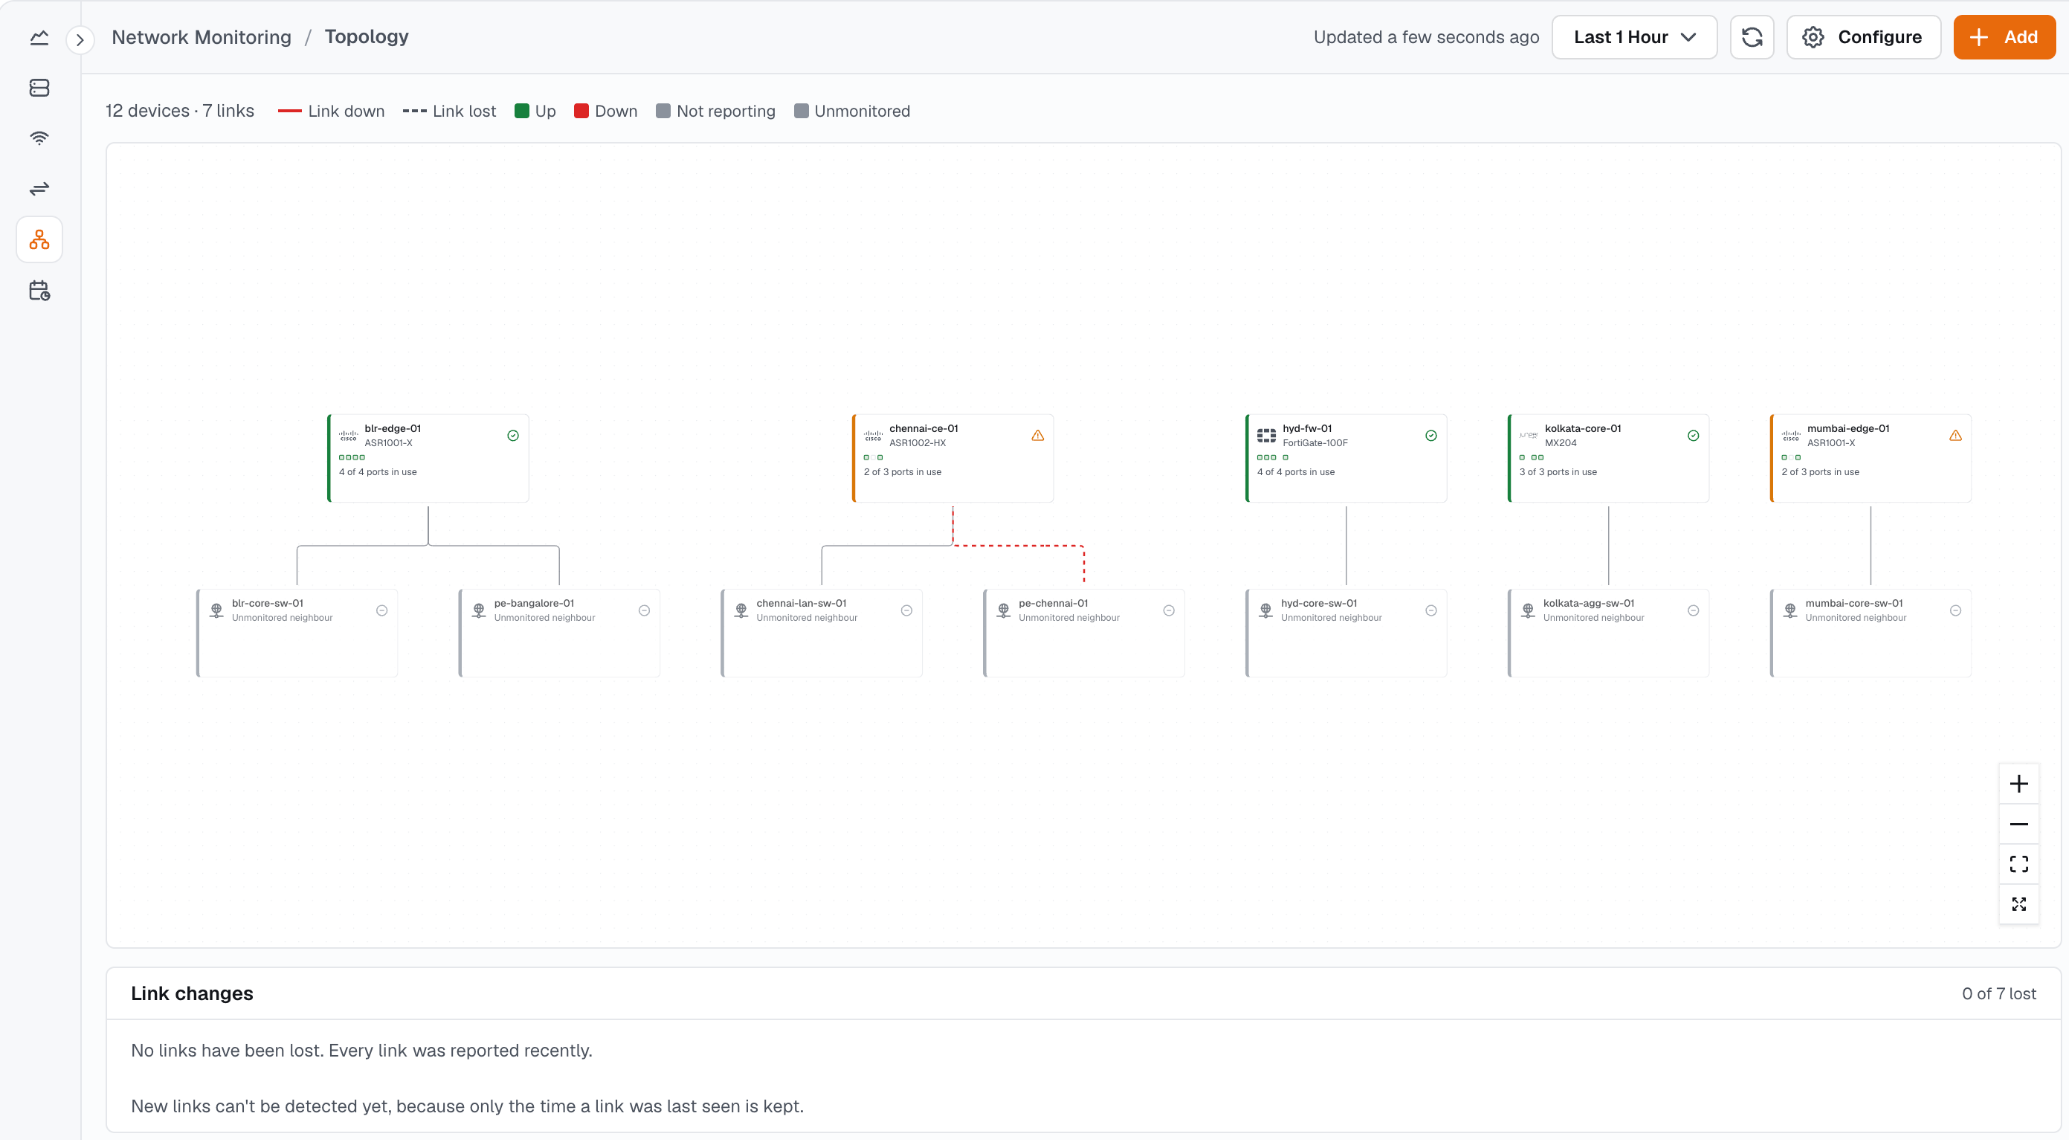 Network Monitoring / Topology
Updated a few seconds ago
Last 1 Hour
Configure
Add
12 devices · 7 links
Link down
Link lost
Up
Down
Not reporting
Unmonitored
blr-edge-01
ASR1001-X
4 of 4 ports in use
chennai-ce-01
ASR1002-HX
2 of 3 ports in use
hyd-fw-01
FortiGate-100F
4 of 4 ports in use
kolkata-core-01
MX204
3 of 3 ports in use
mumbai-edge-01
ASR1001-X
2 of 3 ports in use
cisco
cisco
cisco
blr-core-sw-01
Unmonitored neighbour
pe-bangalore-01
Unmonitored neighbour
chennai-lan-sw-01
Unmonitored neighbour
pe-chennai-01
Unmonitored neighbour
hyd-core-sw-01
Unmonitored neighbour
kolkata-agg-sw-01
Unmonitored neighbour
mumbai-core-sw-01
Unmonitored neighbour
Link changes
0 of 7 lost
No links have been lost. Every link was reported recently.
New links can't be detected yet, because only the time a link was last seen is kept.